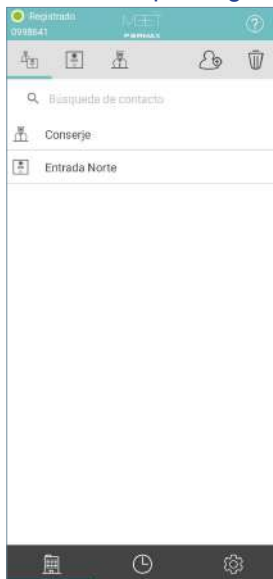 Registrado
MEET
0998641
FERMAX
Búsqueda de contacto
Conserje
Entrada Norte